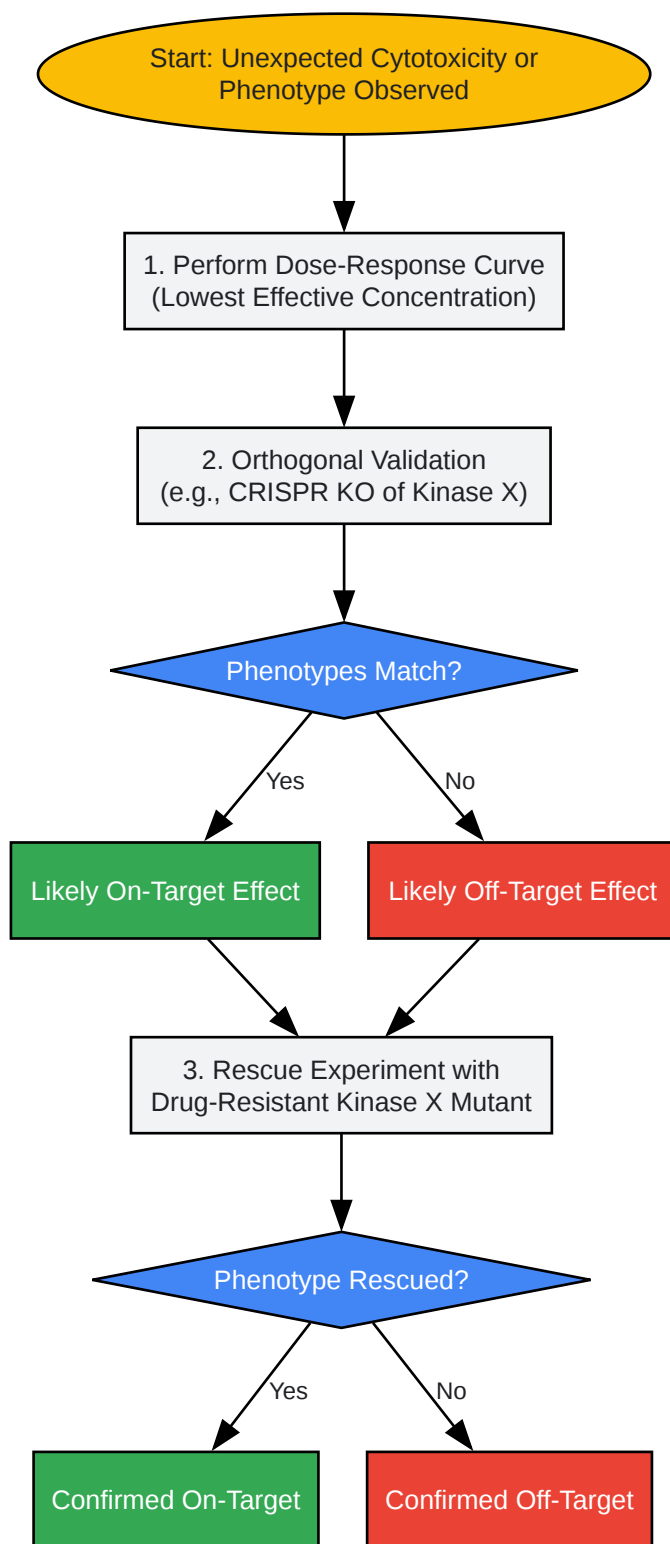 Start: Unexpected Cytotoxicity or
Phenotype Observed
1. Perform Dose-Response Curve
(Lowest Effective Concentration)
2. Orthogonal Validation
(e.g., CRISPR KO of Kinase X)
Phenotypes Match?
Yes
No
Likely On-Target Effect
Likely Off-Target Effect
3. Rescue Experiment with
Drug-Resistant Kinase X Mutant
Phenotype Rescued?
Yes
No
Confirmed On-Target
Confirmed Off-Target